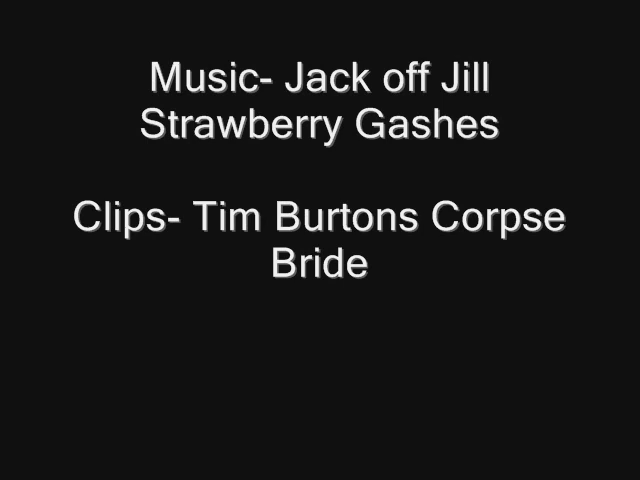 Music- Jack off Jill
Strawberry Gashes
Clips- Tim Burtons Corpse
Bride